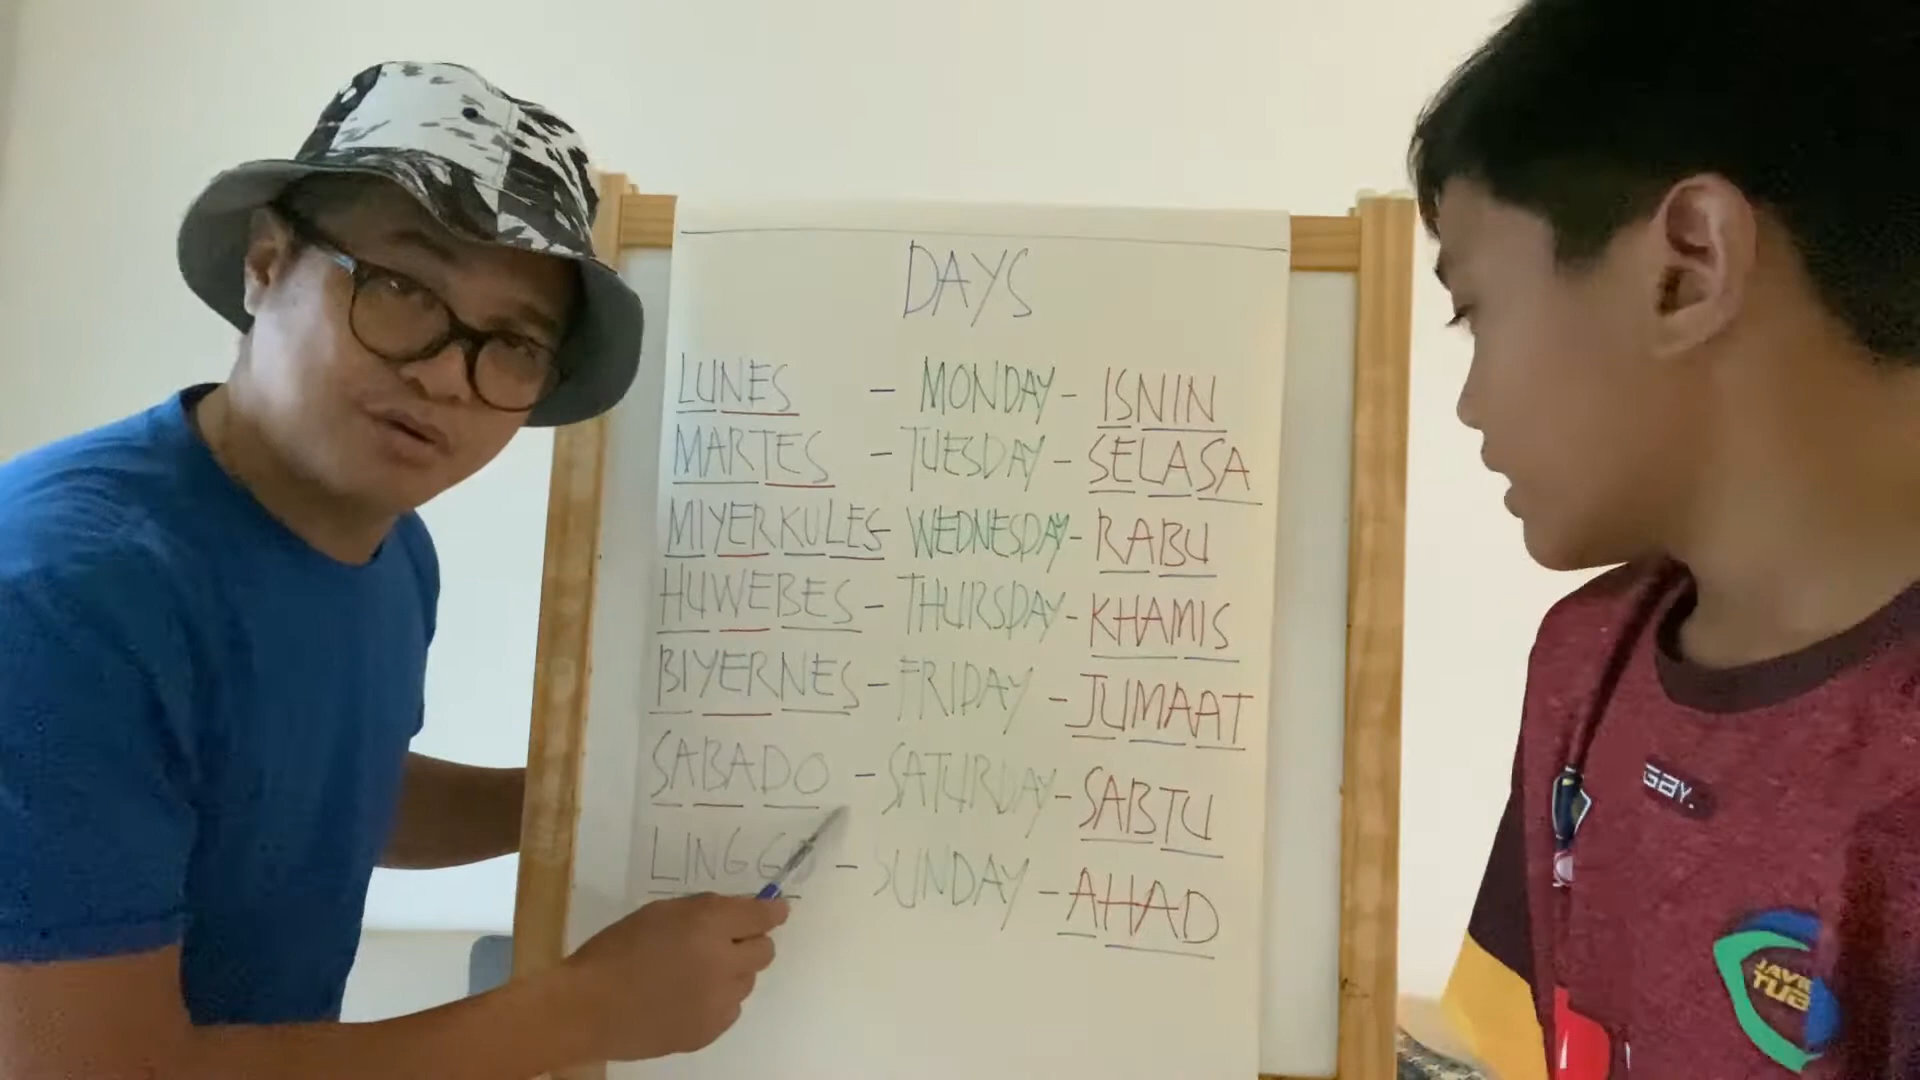 DAYS
LUNES - MONDAY - ISNIN
MARTES - TUESDAY - SELASA
MIYERKULES - WEDNESDAY - RABU
HUWEBES - THURSDAY - KHAMIS
BIYERNES - FRIDAY - JUMAAT
SABADO - SATURDAY - SABTU
LINGGO - SUNDAY - AHAD